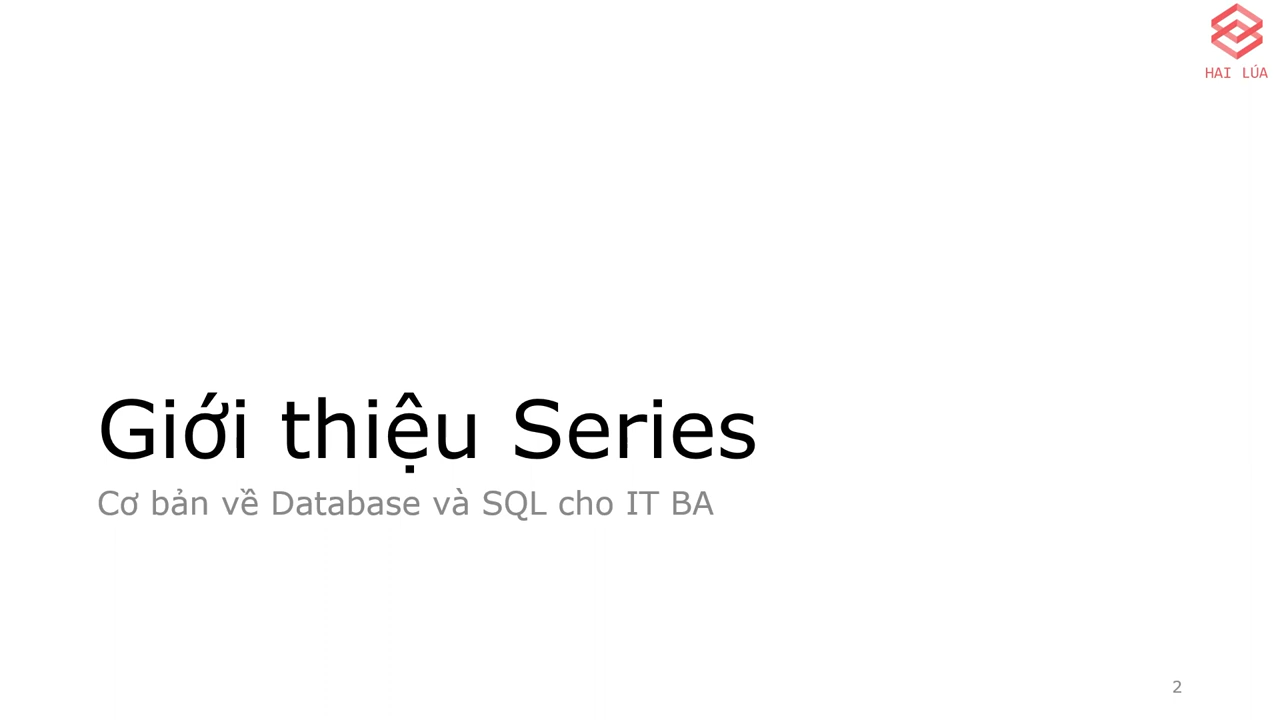 HAI LÚA
Giới thiệu Series
Cơ bản về Database và SQL cho IT BA
2